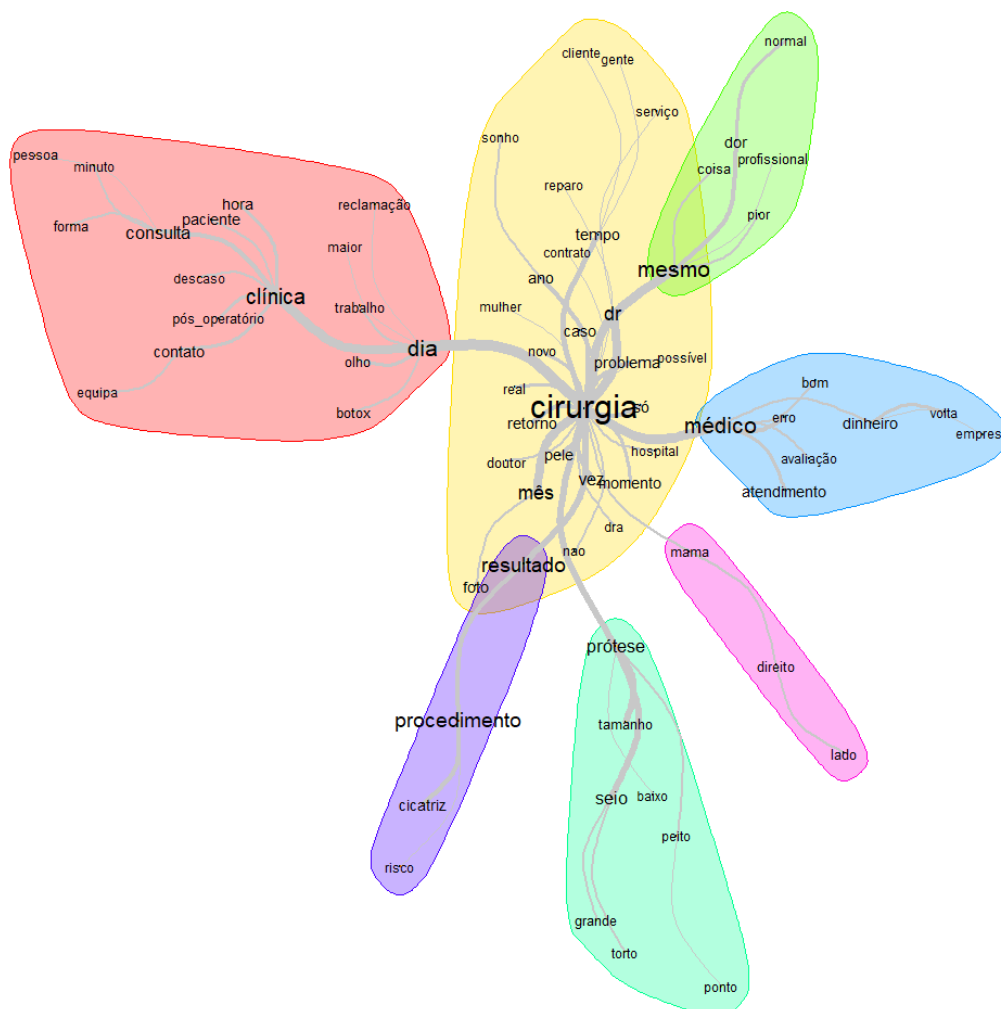 normal
cliente
gente
serviço
sonho
dor
profissional
coisa
pessoa
minuto
hora
reclamação
reparo
paciente
pior
forma
consulta
maior
tempo
contrato
mesmo
descaso
ano
clínica
mulher
dr
trabalho
pós_operatório
caso
contato
dia
novo
problema
possível
olho
equipa
real
bom
botox
cirurgia
só
retorno
médico
erro
dinheiro
volta
empres
pele
hospital
doutor
avaliação
vez
momento
mês
atendimento
dra
nao
mama
resultado
foto
prótese
direito
procedimento
tamanho
lado
cicatriz
seio
baixo
peito
risco
grande
torto
ponto